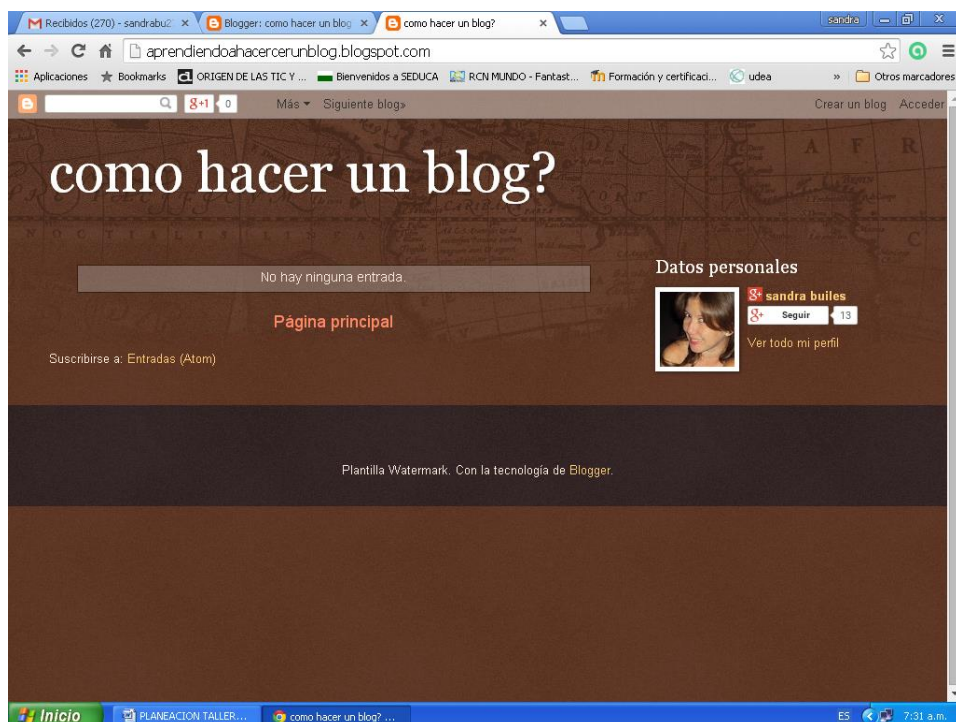 Recibidos (270) - sandrabu2
Blogger: como hacer un blog
como hacer un blog?
sandra
aprendiendoahacercerunblog.blogspot.com
Aplicaciones
Bookmarks
ORIGEN DE LAS TIC Y ...
Bienvenidos a SEDUCA
RCN MUNDO - Fantast...
Formación y certificaci...
udea
»
Otros marcadores
g+1 0
Más
Siguiente blog»
Crear un blog
Acceder
como hacer un blog?
No hay ninguna entrada.
Página principal
Suscribirse a: Entradas (Atom)
Datos personales
sandra builes
g+ Seguir 13
Ver todo mi perfil
Plantilla Watermark. Con la tecnología de Blogger.
Inicio
PLANEACION TALLER...
como hacer un blog? ...
ES
7:31 a.m.